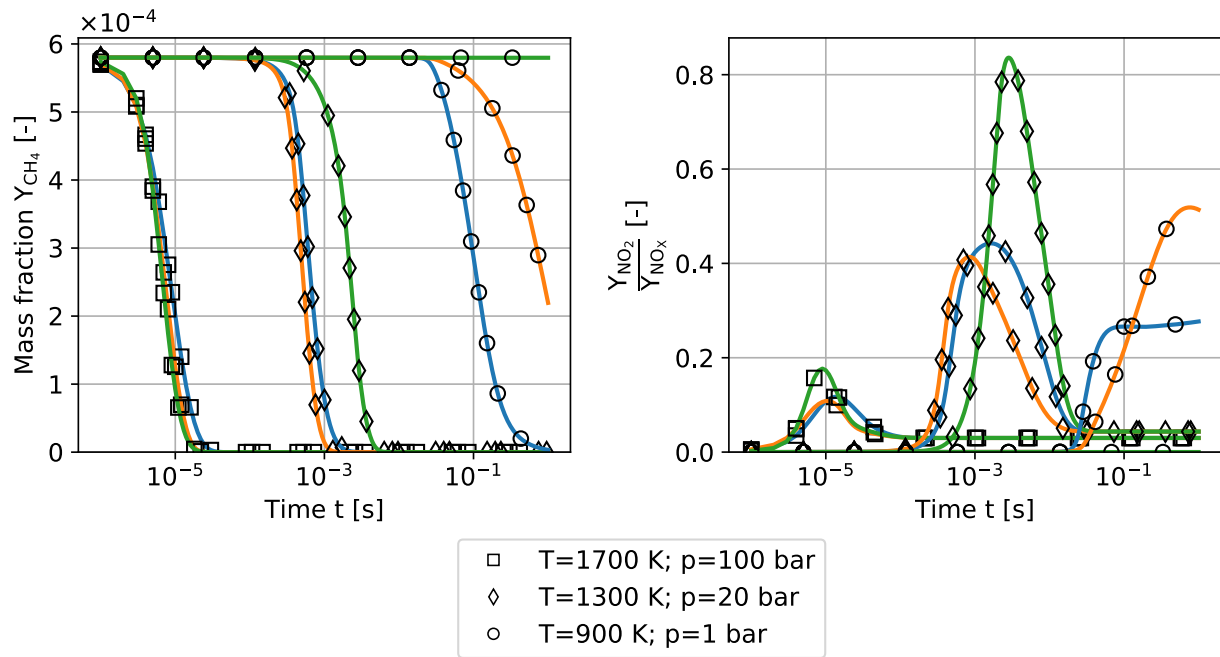 ×10⁻⁴
6
5
4
3
2
1
0
Mass fraction Y_CH₄ [-]
10⁻⁵
10⁻³
10⁻¹
Time t [s]
0.8
0.6
0.4
0.2
0.0
Y_NO₂ / Y_NOₓ [-]
10⁻⁵
10⁻³
10⁻¹
Time t [s]
T=1700 K; p=100 bar
T=1300 K; p=20 bar
T=900 K; p=1 bar